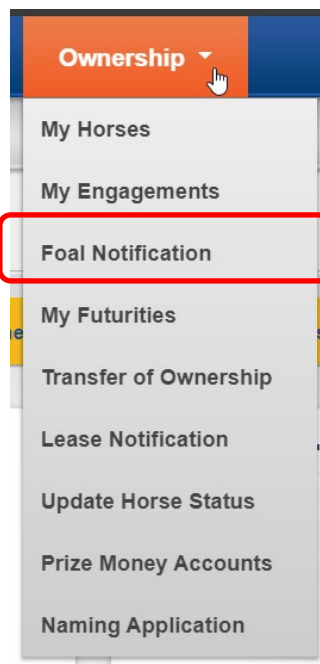 Ownership
My Horses
My Engagements
Foal Notification
My Futurities
Transfer of Ownership
Lease Notification
Update Horse Status
Prize Money Accounts
Naming Application